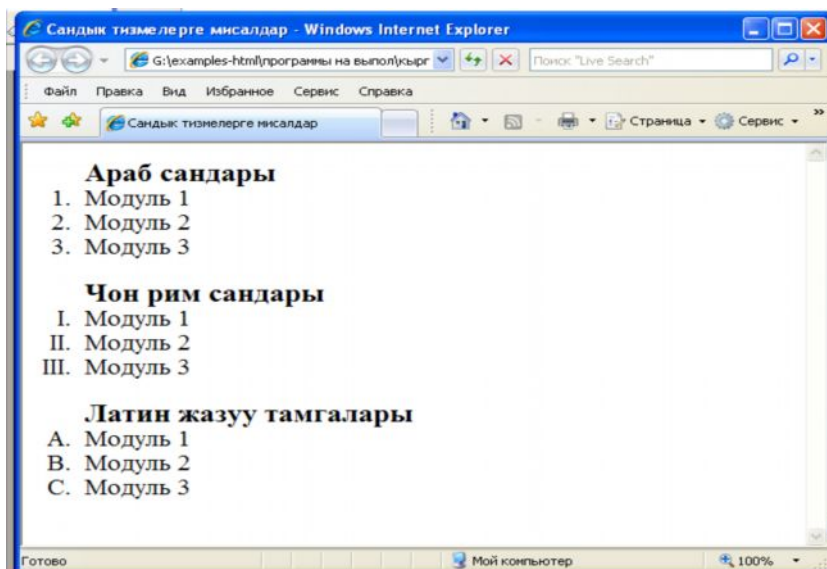 Сандык тизмелерге мисалдар - Windows Internet Explorer
G:\examples-html\программы на выпол\кырг
Поиск "Live Search"
Файл Правка Вид Избранное Сервис Справка
Сандык тизмелерге мисалдар
Страница Сервис »
Араб сандары
1. Модуль 1
2. Модуль 2
3. Модуль 3
Чон рим сандары
I. Модуль 1
II. Модуль 2
III. Модуль 3
Латин жазуу тамгалары
A. Модуль 1
B. Модуль 2
C. Модуль 3
Готово Мой компьютер 100%